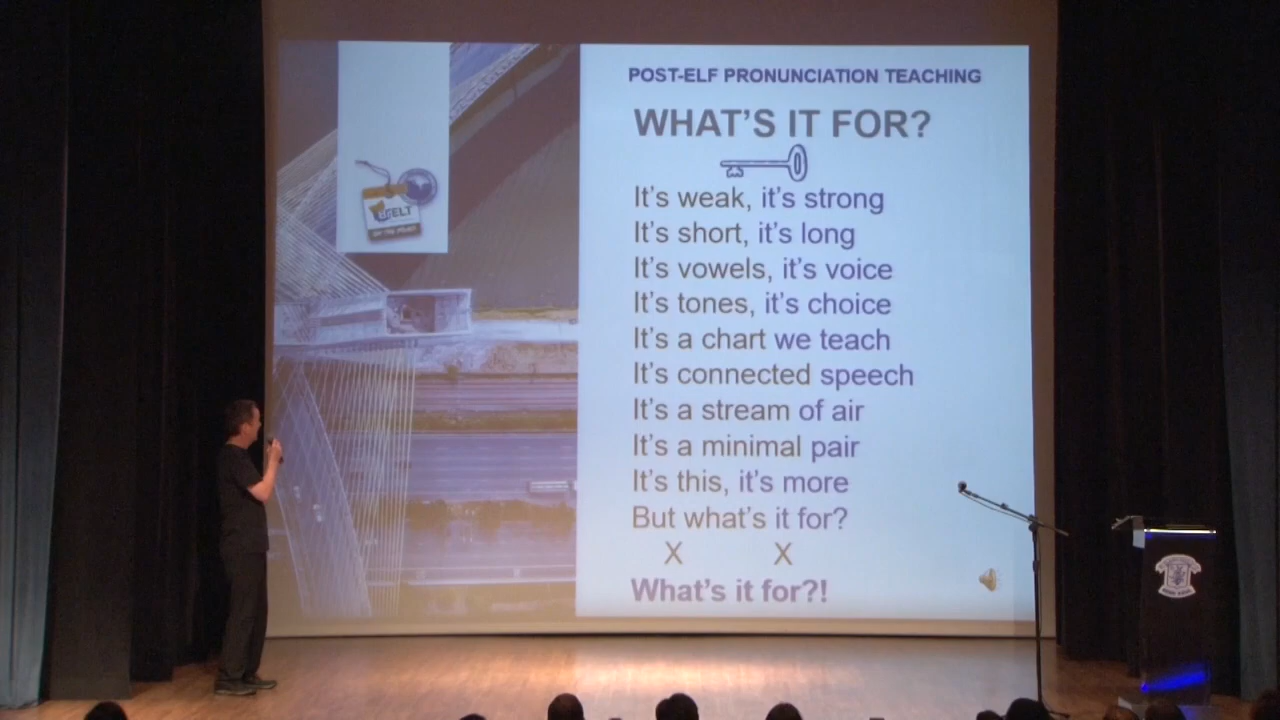 POST-ELF PRONUNCIATION TEACHING
WHAT'S IT FOR?
It's weak, it's strong
It's short, it's long
It's vowels, it's voice
It's tones, it's choice
It's a chart we teach
It's connected speech
It's a stream of air
It's a minimal pair
It's this, it's more
But what's it for?
X X
What's it for?!
ELT